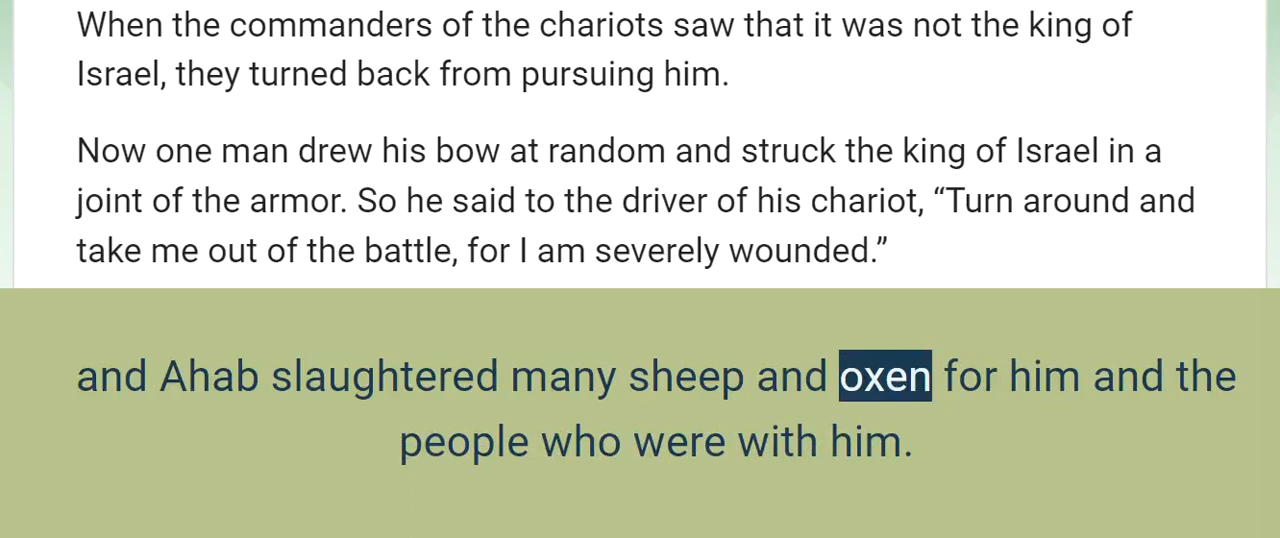 When the commanders of the chariots saw that it was not the king of
Israel, they turned back from pursuing him.
Now one man drew his bow at random and struck the king of Israel in a
joint of the armor. So he said to the driver of his chariot, “Turn around and
take me out of the battle, for I am severely wounded.”
and Ahab slaughtered many sheep and oxen for him and the
people who were with him.